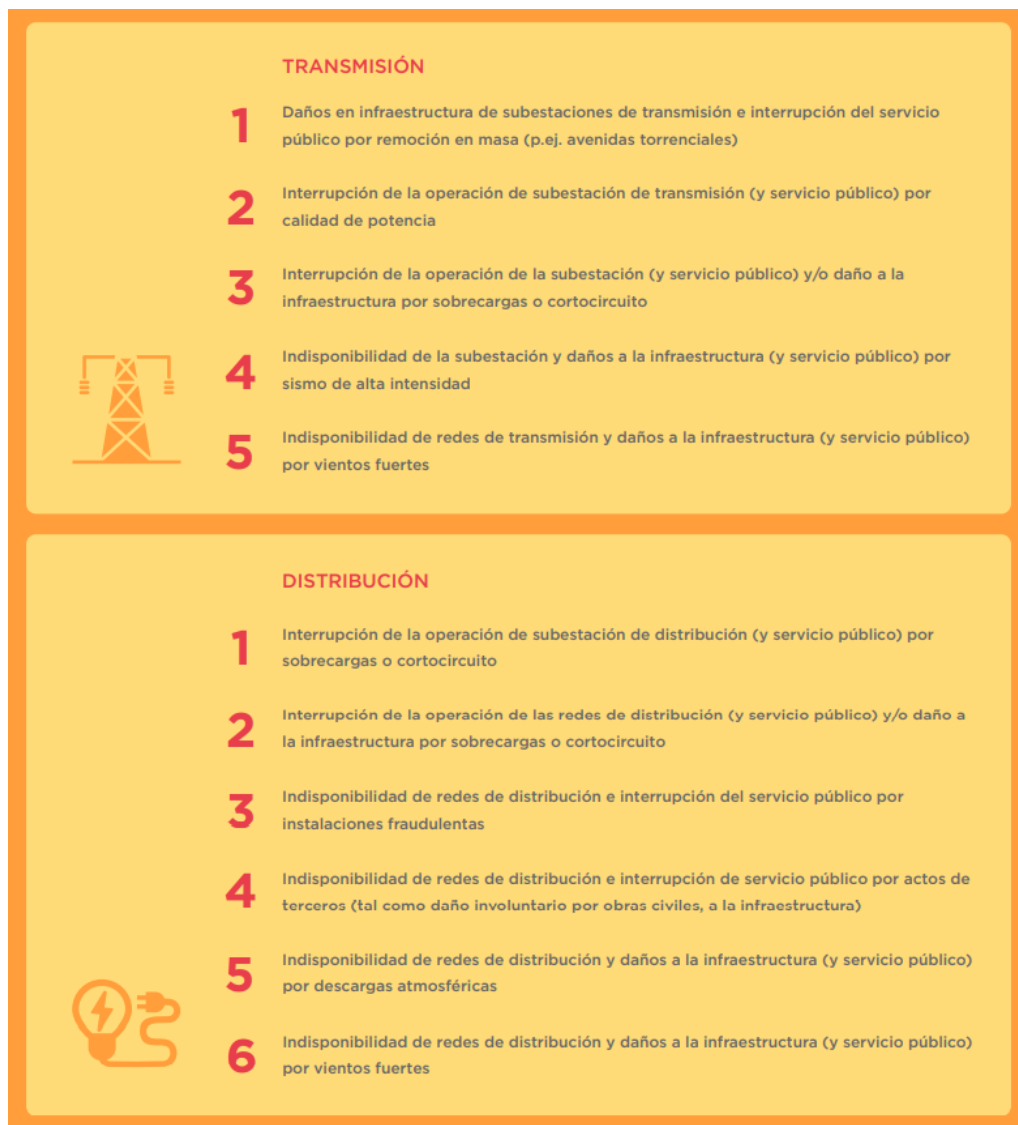 TRANSMISIÓN
1
Daños en infraestructura de subestaciones de transmisión e interrupción del servicio
público por remoción en masa (p.ej. avenidas torrenciales)
2
Interrupción de la operación de subestación de transmisión (y servicio público) por
calidad de potencia
3
Interrupción de la operación de la subestación (y servicio público) y/o daño a la
infraestructura por sobrecargas o cortocircuito
4
Indisponibilidad de la subestación y daños a la infraestructura (y servicio público) por
sismo de alta intensidad
5
Indisponibilidad de redes de transmisión y daños a la infraestructura (y servicio público)
por vientos fuertes
DISTRIBUCIÓN
1
Interrupción de la operación de subestación de distribución (y servicio público) por
sobrecargas o cortocircuito
2
Interrupción de la operación de las redes de distribución (y servicio público) y/o daño a
la infraestructura por sobrecargas o cortocircuito
3
Indisponibilidad de redes de distribución e interrupción del servicio público por
instalaciones fraudulentas
4
Indisponibilidad de redes de distribución e interrupción de servicio público por actos de
terceros (tal como daño involuntario por obras civiles, a la infraestructura)
5
Indisponibilidad de redes de distribución y daños a la infraestructura (y servicio público)
por descargas atmosféricas
6
Indisponibilidad de redes de distribución y daños a la infraestructura (y servicio público)
por vientos fuertes